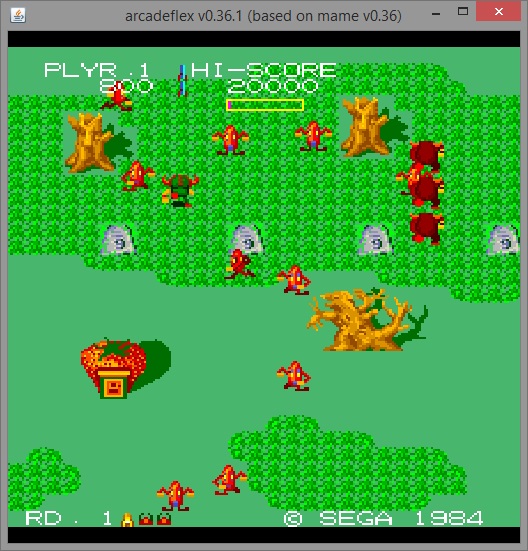 arcadeflex v0.36.1 (based on mame v0.36)
PLYR.1 HI-SCORE
800 20000
RD. 1 © SEGA 1984